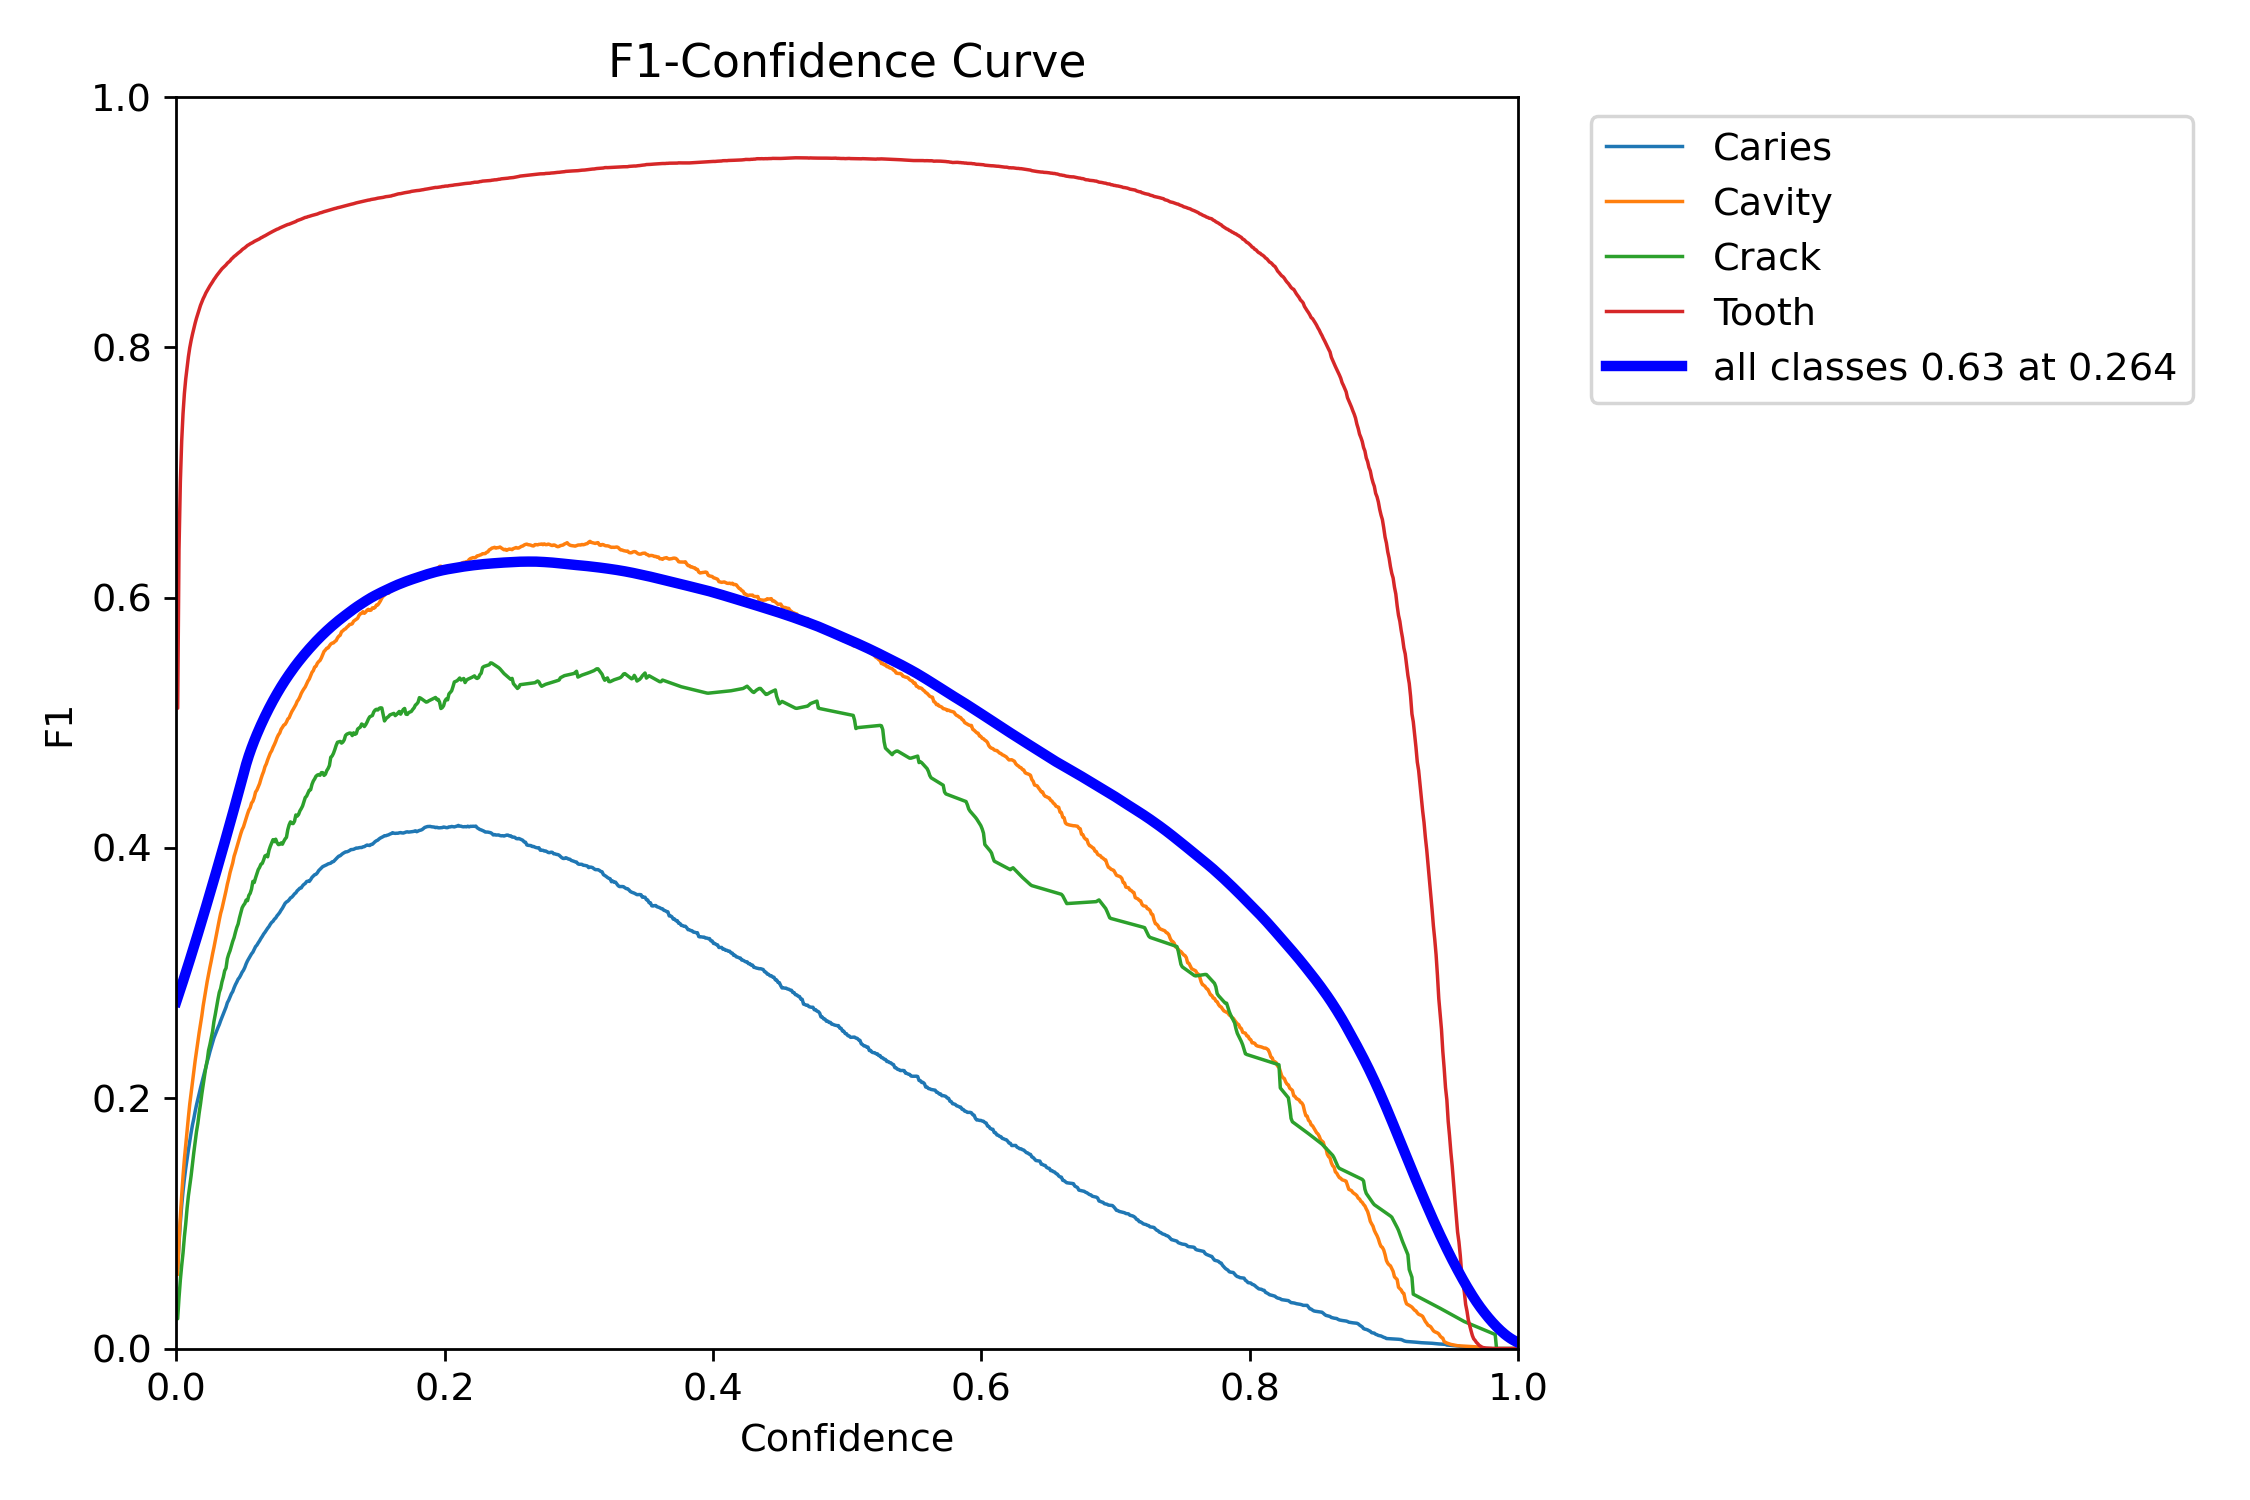 F1-Confidence Curve
1.0
0.8
0.6
0.4
0.2
0.0
F1
0.0 0.2 0.4 0.6 0.8 1.0
Confidence
Caries
Cavity
Crack
Tooth
all classes 0.63 at 0.264